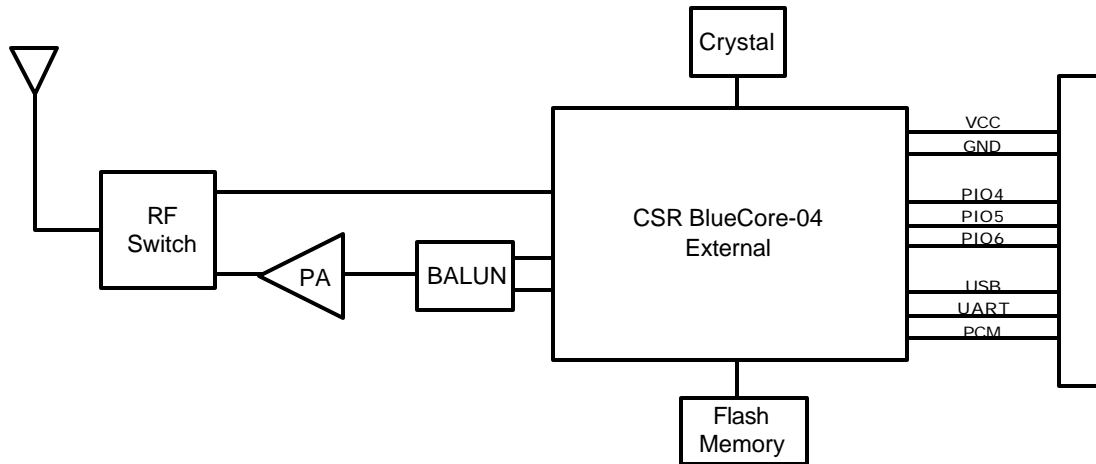 Crystal
VCC
GND
RF
Switch
PIO4
CSR BlueCore-04
PIO5
External
PIO6
PA
BALUN
USB
UART
PCM
Flash
Memory